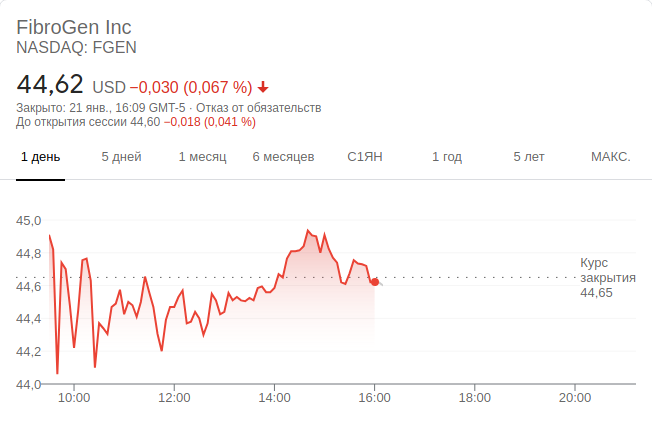 FibroGen Inc
NASDAQ: FGEN
44,62 USD −0,030 (0,067 %)
Закрыто: 21 янв., 16:09 GMT-5 · Отказ от обязательств
До открытия сессии 44,60 −0,018 (0,041 %)
1 день 5 дней 1 месяц 6 месяцев С1ЯН 1 год 5 лет МАКС.
45,0
44,8
Курс
закрытия
44,65
44,6
44,4
44,2
44,0
10:00 12:00 14:00 16:00 18:00 20:00